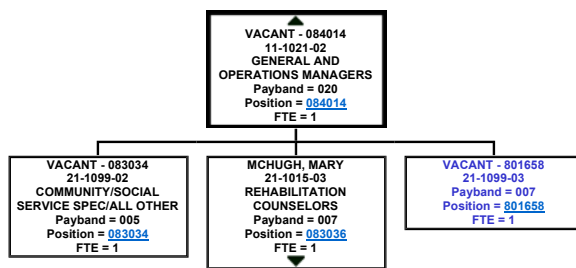 VACANT - 084014
11-1021-02
GENERAL AND
OPERATIONS MANAGERS
Payband = 020
Position = 084014
FTE = 1
VACANT - 083034
21-1099-02
COMMUNITY/SOCIAL
SERVICE SPEC/ALL OTHER
Payband = 005
Position = 083034
FTE = 1
MCHUGH, MARY
21-1015-03
REHABILITATION
COUNSELORS
Payband = 007
Position = 083036
FTE = 1
VACANT - 801658
21-1099-03
Payband = 007
Position = 801658
FTE = 1